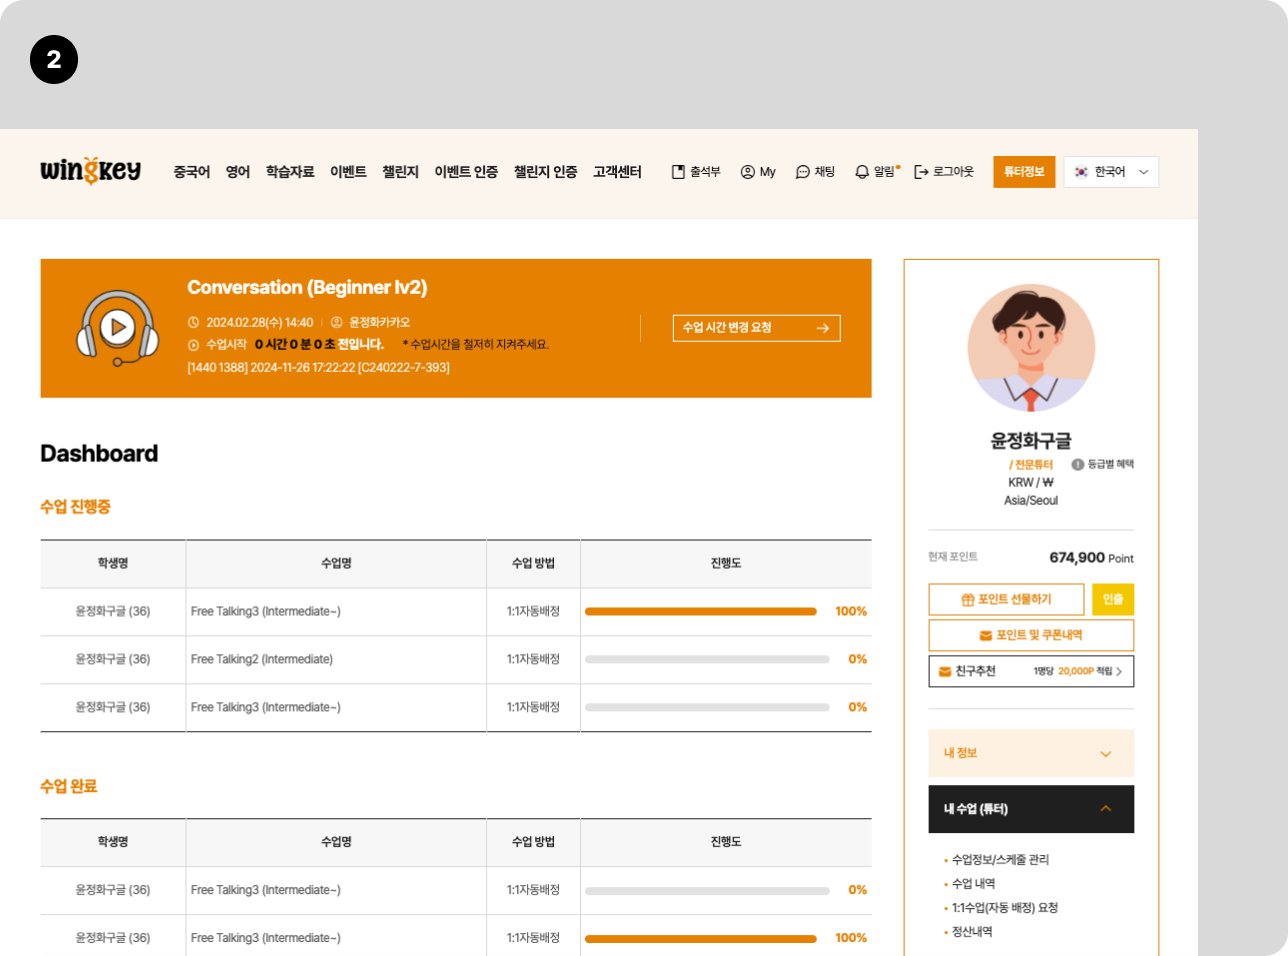 2
wingkey 중국어 영어 학습자료 이벤트 챌린지 이벤트 인증 챌린지 인증 고객센터 출석부 My 채팅 알림 로그아웃 튜터정보 한국어
Conversation (Beginner lv2)
2024.02.28(수) 14:40 윤정화카카오
수업시작 0 시간 0 분 0 초 전입니다. * 수업시간을 철저히 지켜주세요.
[1440 1388] 2024-11-26 17:22:22 [C240222-7-393]
수업 시간 변경 요청
Dashboard
수업 진행중
학생명 수업명 수업 방법 진행도
윤정화구글 (36) Free Talking3 (Intermediate~) 1:1자동배정 100%
윤정화구글 (36) Free Talking2 (Intermediate) 1:1자동배정 0%
윤정화구글 (36) Free Talking3 (Intermediate~) 1:1자동배정 0%
수업 완료
학생명 수업명 수업 방법 진행도
윤정화구글 (36) Free Talking3 (Intermediate~) 1:1자동배정 0%
윤정화구글 (36) Free Talking3 (Intermediate~) 1:1자동배정 100%
윤정화구글
/ 전문튜터 등급별 혜택
KRW / ₩
Asia/Seoul
현재 포인트 674,900 Point
포인트 선물하기 인출
포인트 및 쿠폰내역
친구추천 1명당 20,000P 적립
내 정보
내 수업 (튜터)
• 수업정보/스케줄 관리
• 수업 내역
• 1:1수업(자동 배정) 요청
• 정산내역